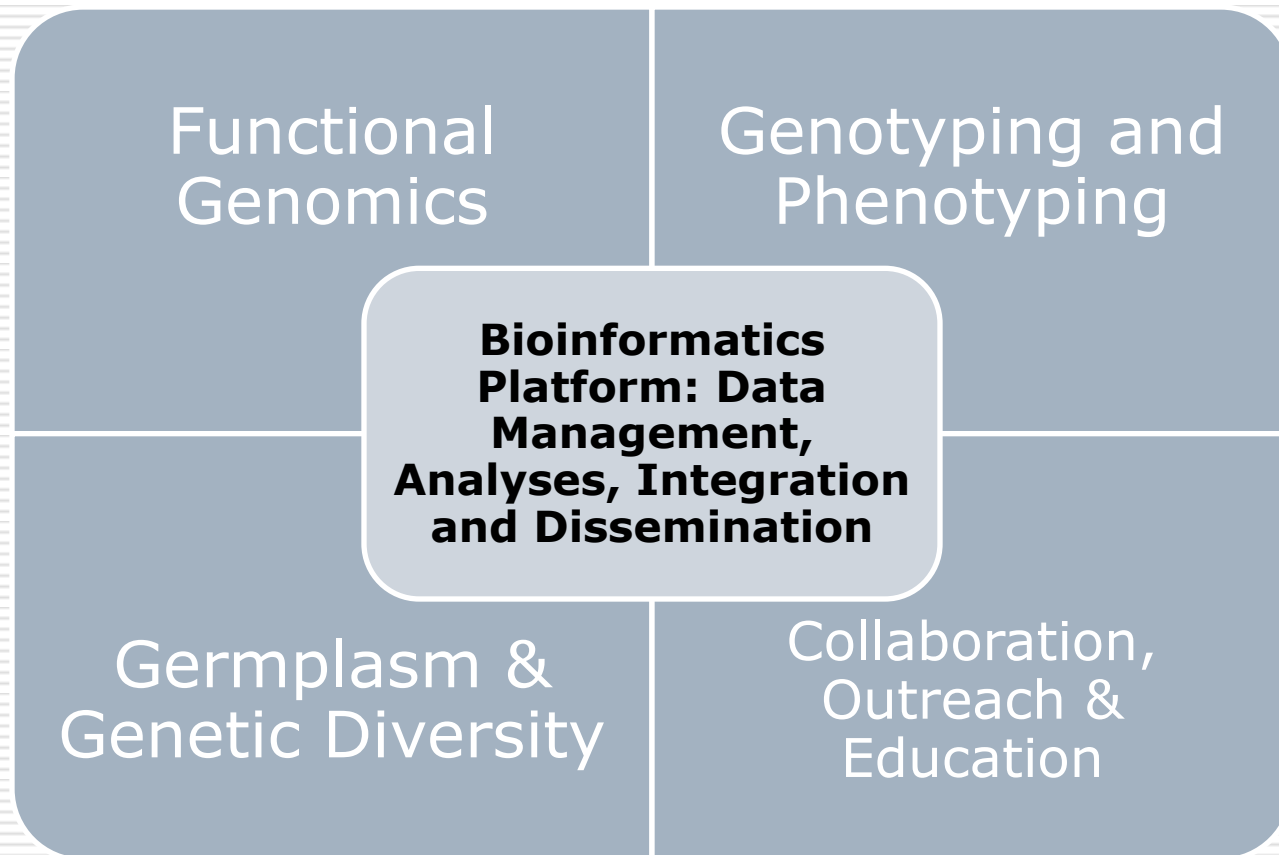 Functional
Genomics
Genotyping and
Phenotyping
Bioinformatics
Platform: Data
Management,
Analyses, Integration
and Dissemination
Germplasm &
Genetic Diversity
Collaboration,
Outreach &
Education